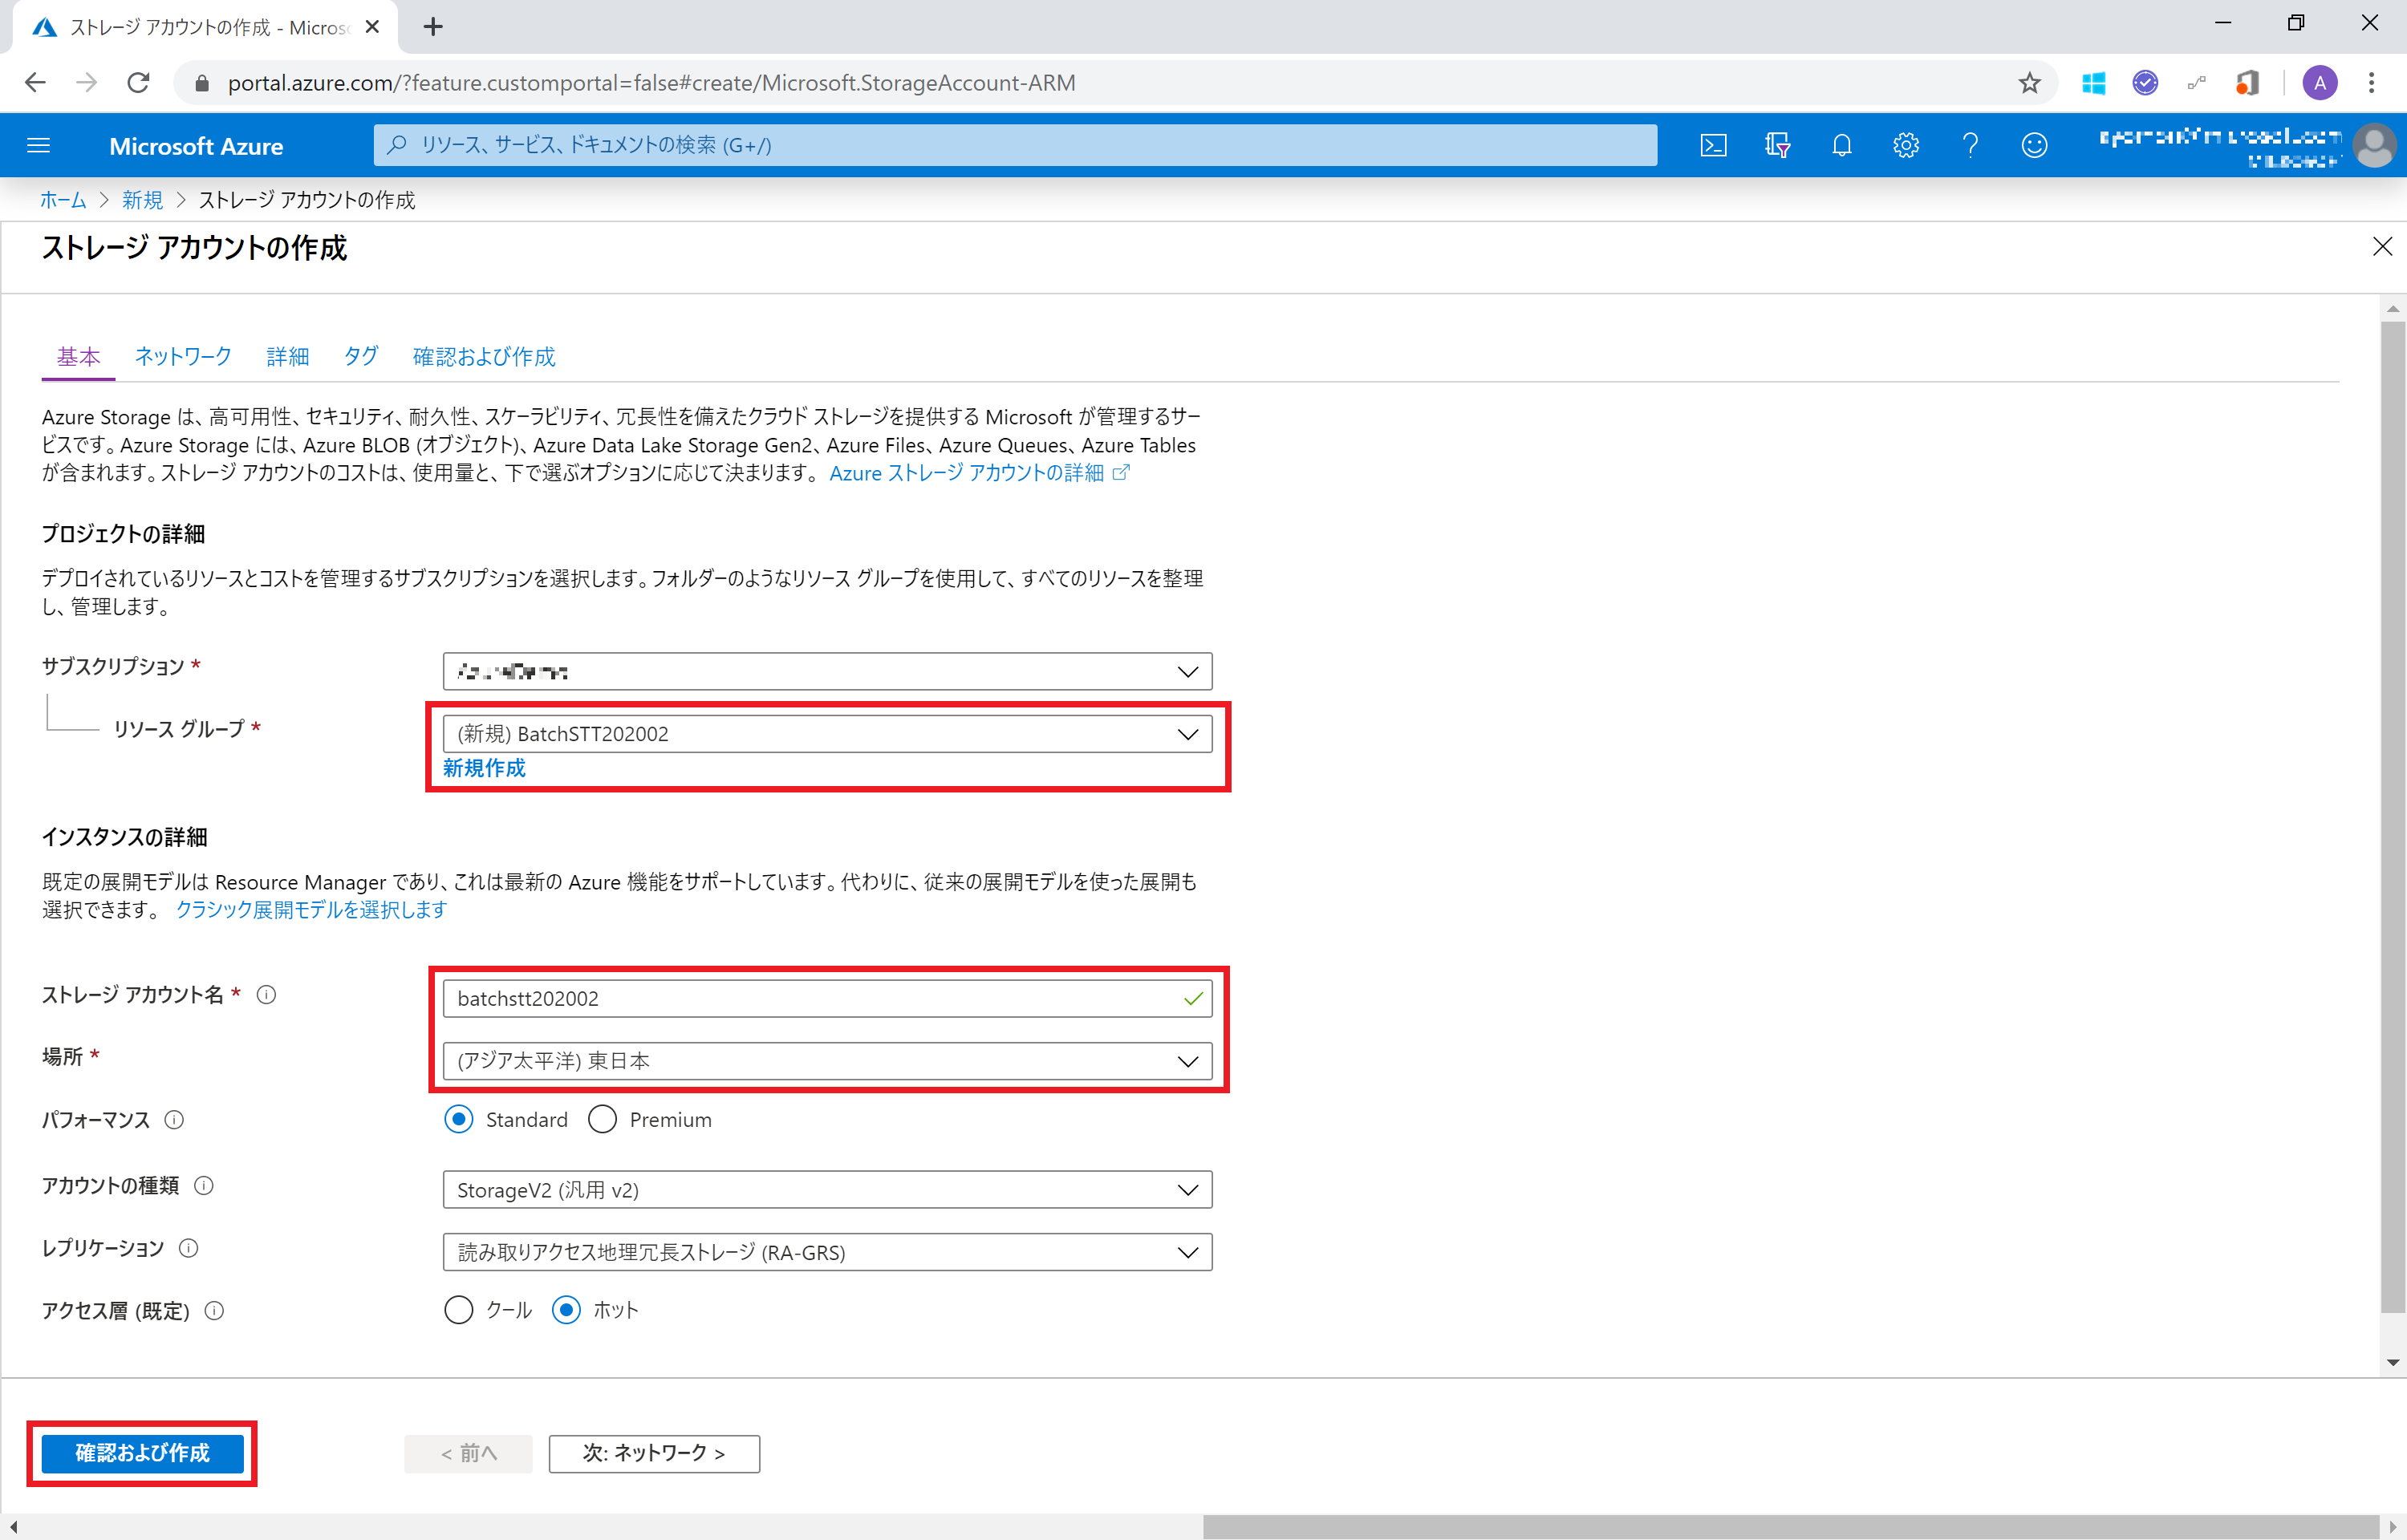 ストレージ アカウントの作成 - Micros
portal.azure.com/?feature.customportal=false#create/Microsoft.StorageAccount-ARM
A
Microsoft Azure
リソース、サービス、ドキュメントの検索 (G+/)
ホーム > 新規 > ストレージ アカウントの作成
ストレージ アカウントの作成
基本 ネットワーク 詳細 タグ 確認および作成
Azure Storage は、高可用性、セキュリティ、耐久性、スケーラビリティ、冗長性を備えたクラウド ストレージを提供する Microsoft が管理するサー
ビスです。Azure Storage には、Azure BLOB (オブジェクト)、Azure Data Lake Storage Gen2、Azure Files、Azure Queues、Azure Tables
が含まれます。ストレージ アカウントのコストは、使用量と、下で選ぶオプションに応じて決まります。 Azure ストレージ アカウントの詳細
プロジェクトの詳細
デプロイされているリソースとコストを管理するサブスクリプションを選択します。フォルダーのようなリソース グループを使用して、すべてのリソースを整理
し、管理します。
サブスクリプション *
リソース グループ * (新規) BatchSTT202002
新規作成
インスタンスの詳細
既定の展開モデルは Resource Manager であり、これは最新の Azure 機能をサポートしています。代わりに、従来の展開モデルを使った展開も
選択できます。 クラシック展開モデルを選択します
ストレージ アカウント名 * batchstt202002
場所 * (アジア太平洋) 東日本
パフォーマンス Standard Premium
アカウントの種類 StorageV2 (汎用 v2)
レプリケーション 読み取りアクセス地理冗長ストレージ (RA-GRS)
アクセス層 (既定) クール ホット
確認および作成 < 前へ 次: ネットワーク >